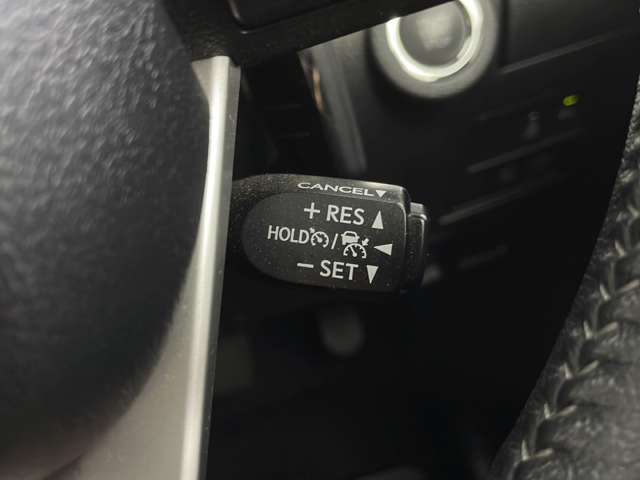 CANCEL▼
+ RES ▲
HOLD / ◀
− SET ▼